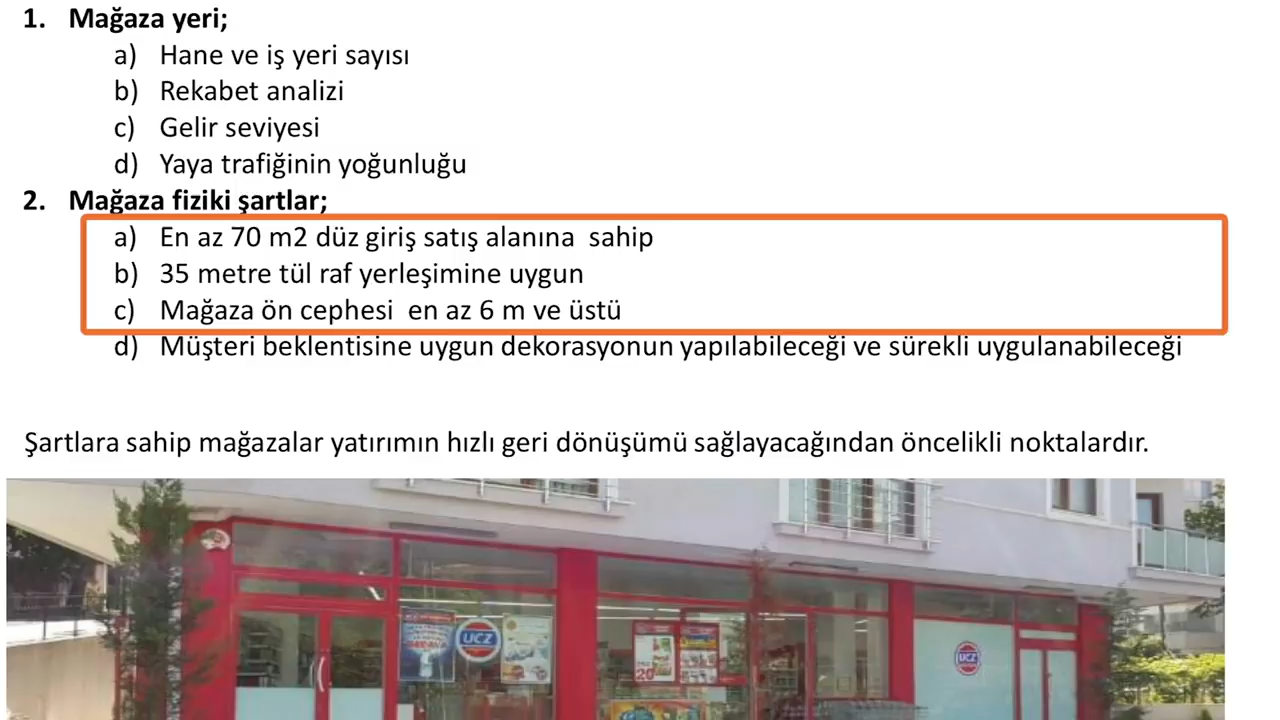 1. Mağaza yeri;
a) Hane ve iş yeri sayısı
b) Rekabet analizi
c) Gelir seviyesi
d) Yaya trafiğinin yoğunluğu
2. Mağaza fiziki şartlar;
a) En az 70 m2 düz giriş satış alanına sahip
b) 35 metre tül raf yerleşimine uygun
c) Mağaza ön cephesi en az 6 m ve üstü
d) Müşteri beklentisine uygun dekorasyonun yapılabileceği ve sürekli uygulanabileceği
Şartlara sahip mağazalar yatırımın hızlı geri dönüşümü sağlayacağından öncelikli noktalardır.
UCZ
UCZ
20